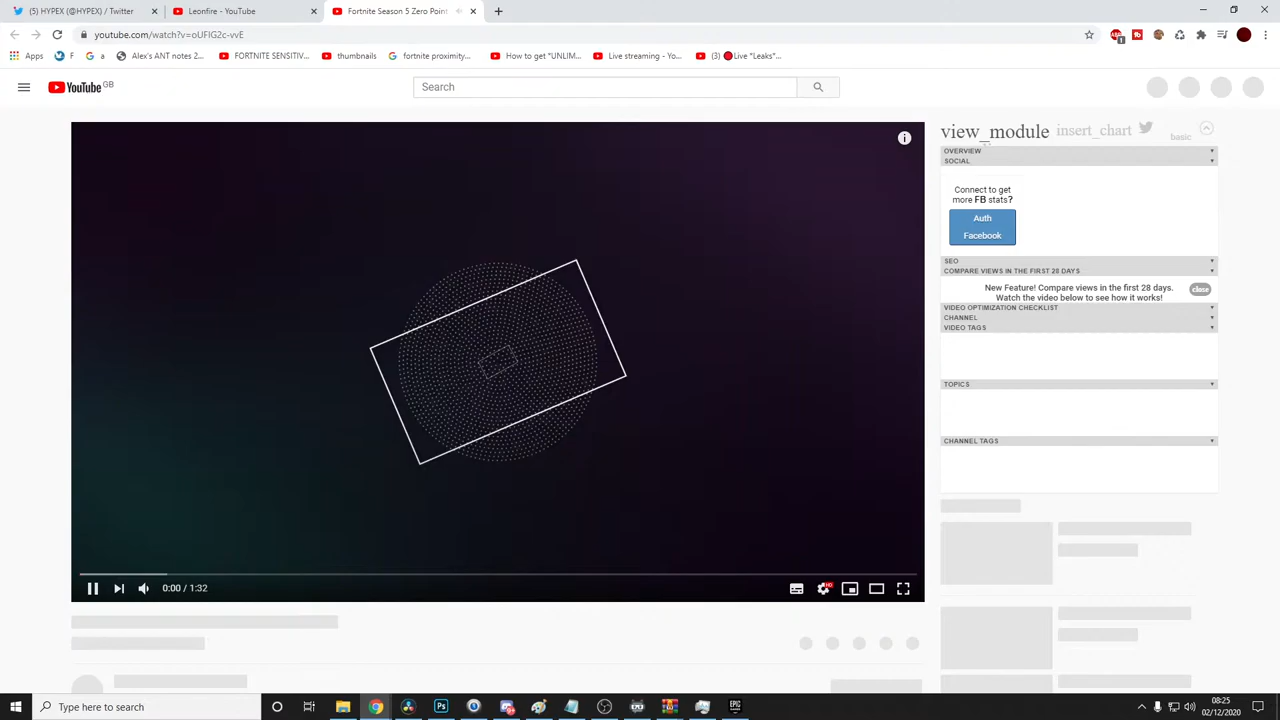 (5) HYPEX (@HYPEX) / Twitter
Leonfire - YouTube
Fortnite Season 5 Zero Point
youtube.com/watch?v=oUFIG2c-vvE
Apps
F
a
Alex's ANT notes 2...
FORTNITE SENSITIV...
thumbnails
fortnite proximity...
How to get *UNLIM...
Live streaming - Yo...
(3) 🔴Live *Leaks*...
YouTube GB
Search
view_module
insert_chart
basic
OVERVIEW
SOCIAL
Connect to get
more FB stats?
Auth
Facebook
SEO
COMPARE VIEWS IN THE FIRST 28 DAYS
New Feature! Compare views in the first 28 days.
Watch the video below to see how it works!
close
VIDEO OPTIMIZATION CHECKLIST
CHANNEL
VIDEO TAGS
TOPICS
CHANNEL TAGS
0:00 / 1:32
HD
Type here to search
Ps
08:25
02/12/2020